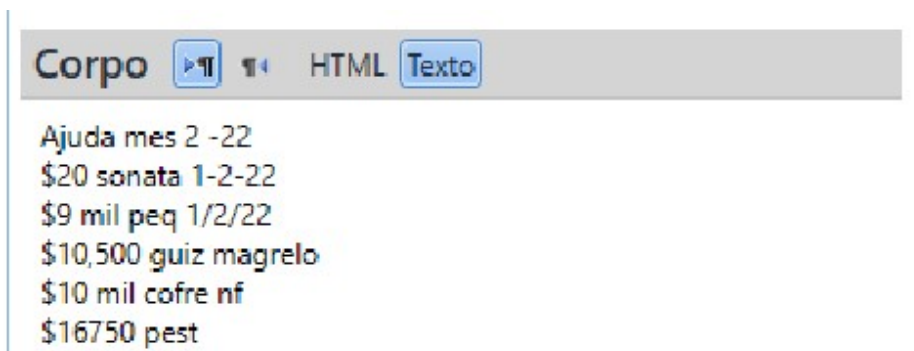 Corpo ¶ ¶ HTML Texto
Ajuda mes 2 -22
$20 sonata 1-2-22
$9 mil peq 1/2/22
$10,500 guiz magrelo
$10 mil cofre nf
$16750 pest